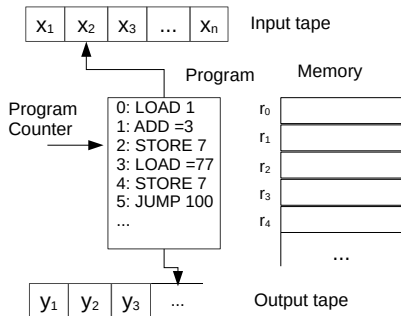 x1 x2 x3 ... xn Input tape
Program Memory
Program
Counter
0: LOAD 1
1: ADD =3
2: STORE 7
3: LOAD =77
4: STORE 7
5: JUMP 100
...
r0
r1
r2
r3
r4
...
y1 y2 y3 ... Output tape